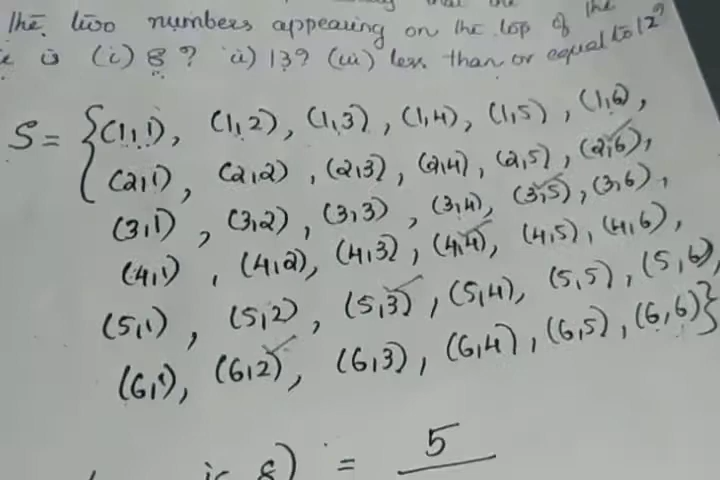 that the
The two numbers appearing on the top of the
is (i) 8? ii) 13? (iii) less than or equal to 12?
S = {(1,1), (1,2), (1,3), (1,4), (1,5), (1,6),
(2,1), (2,2), (2,3), (2,4), (2,5), (2,6),
(3,1), (3,2), (3,3), (3,4), (3,5), (3,6),
(4,1), (4,2), (4,3), (4,4), (4,5), (4,6),
(5,1), (5,2), (5,3), (5,4), (5,5), (5,6),
(6,1), (6,2), (6,3), (6,4), (6,5), (6,6)}
is 8) = 5